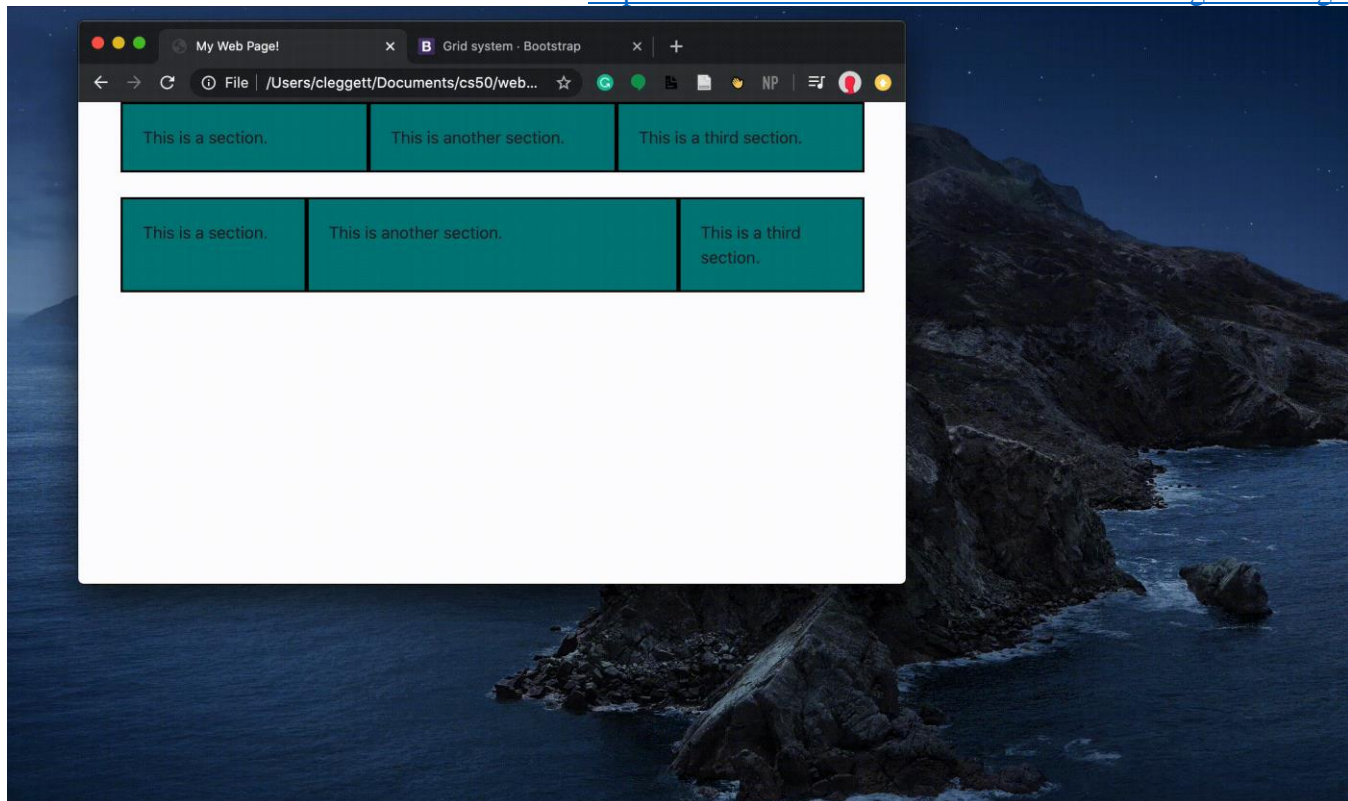 My Web Page!
B Grid system · Bootstrap
File | /Users/cleggett/Documents/cs50/web...
NP
This is a section.
This is another section.
This is a third section.
This is a section.
This is another section.
This is a third
section.